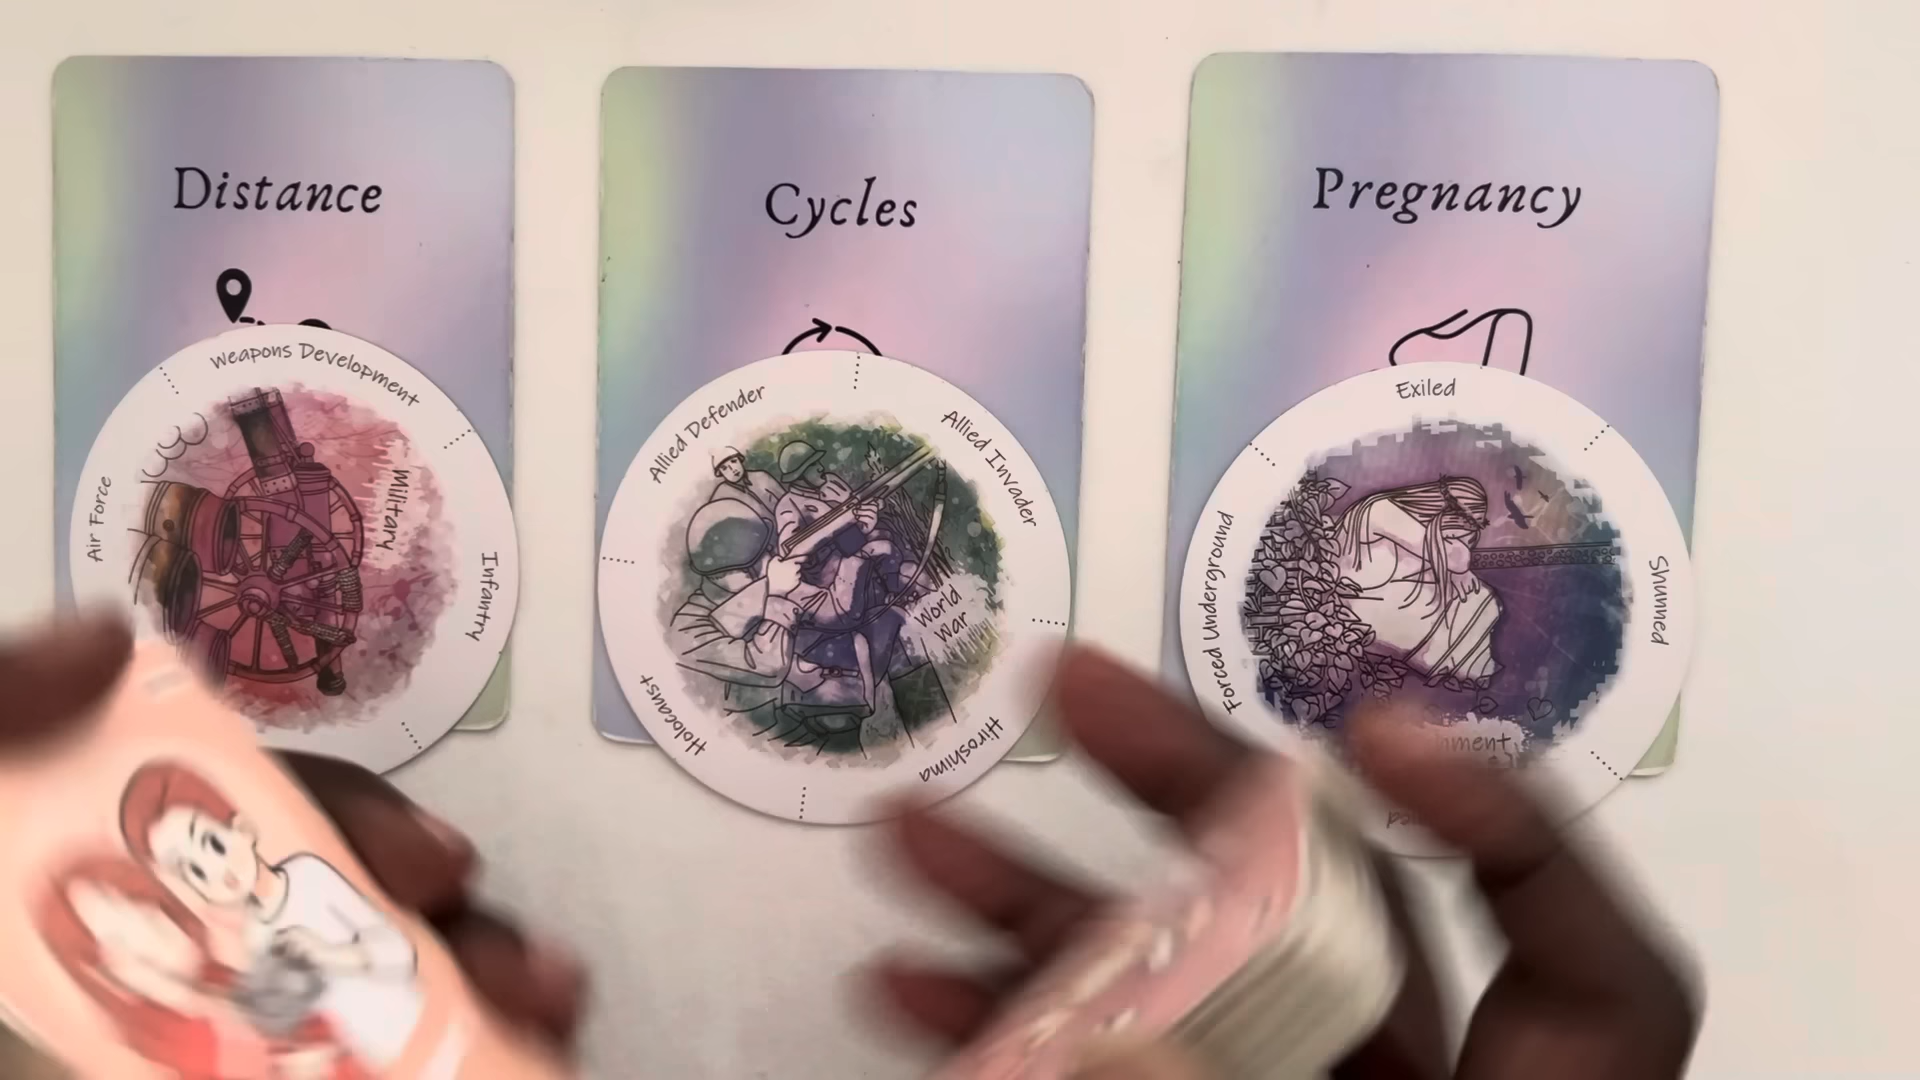 Distance
Cycles
Pregnancy
Weapons Development
Air Force
Military
Infantry
Allied Defender
Allied Invader
World
War
Holocaust
Hiroshima
Exiled
Forced Underground
Shunned